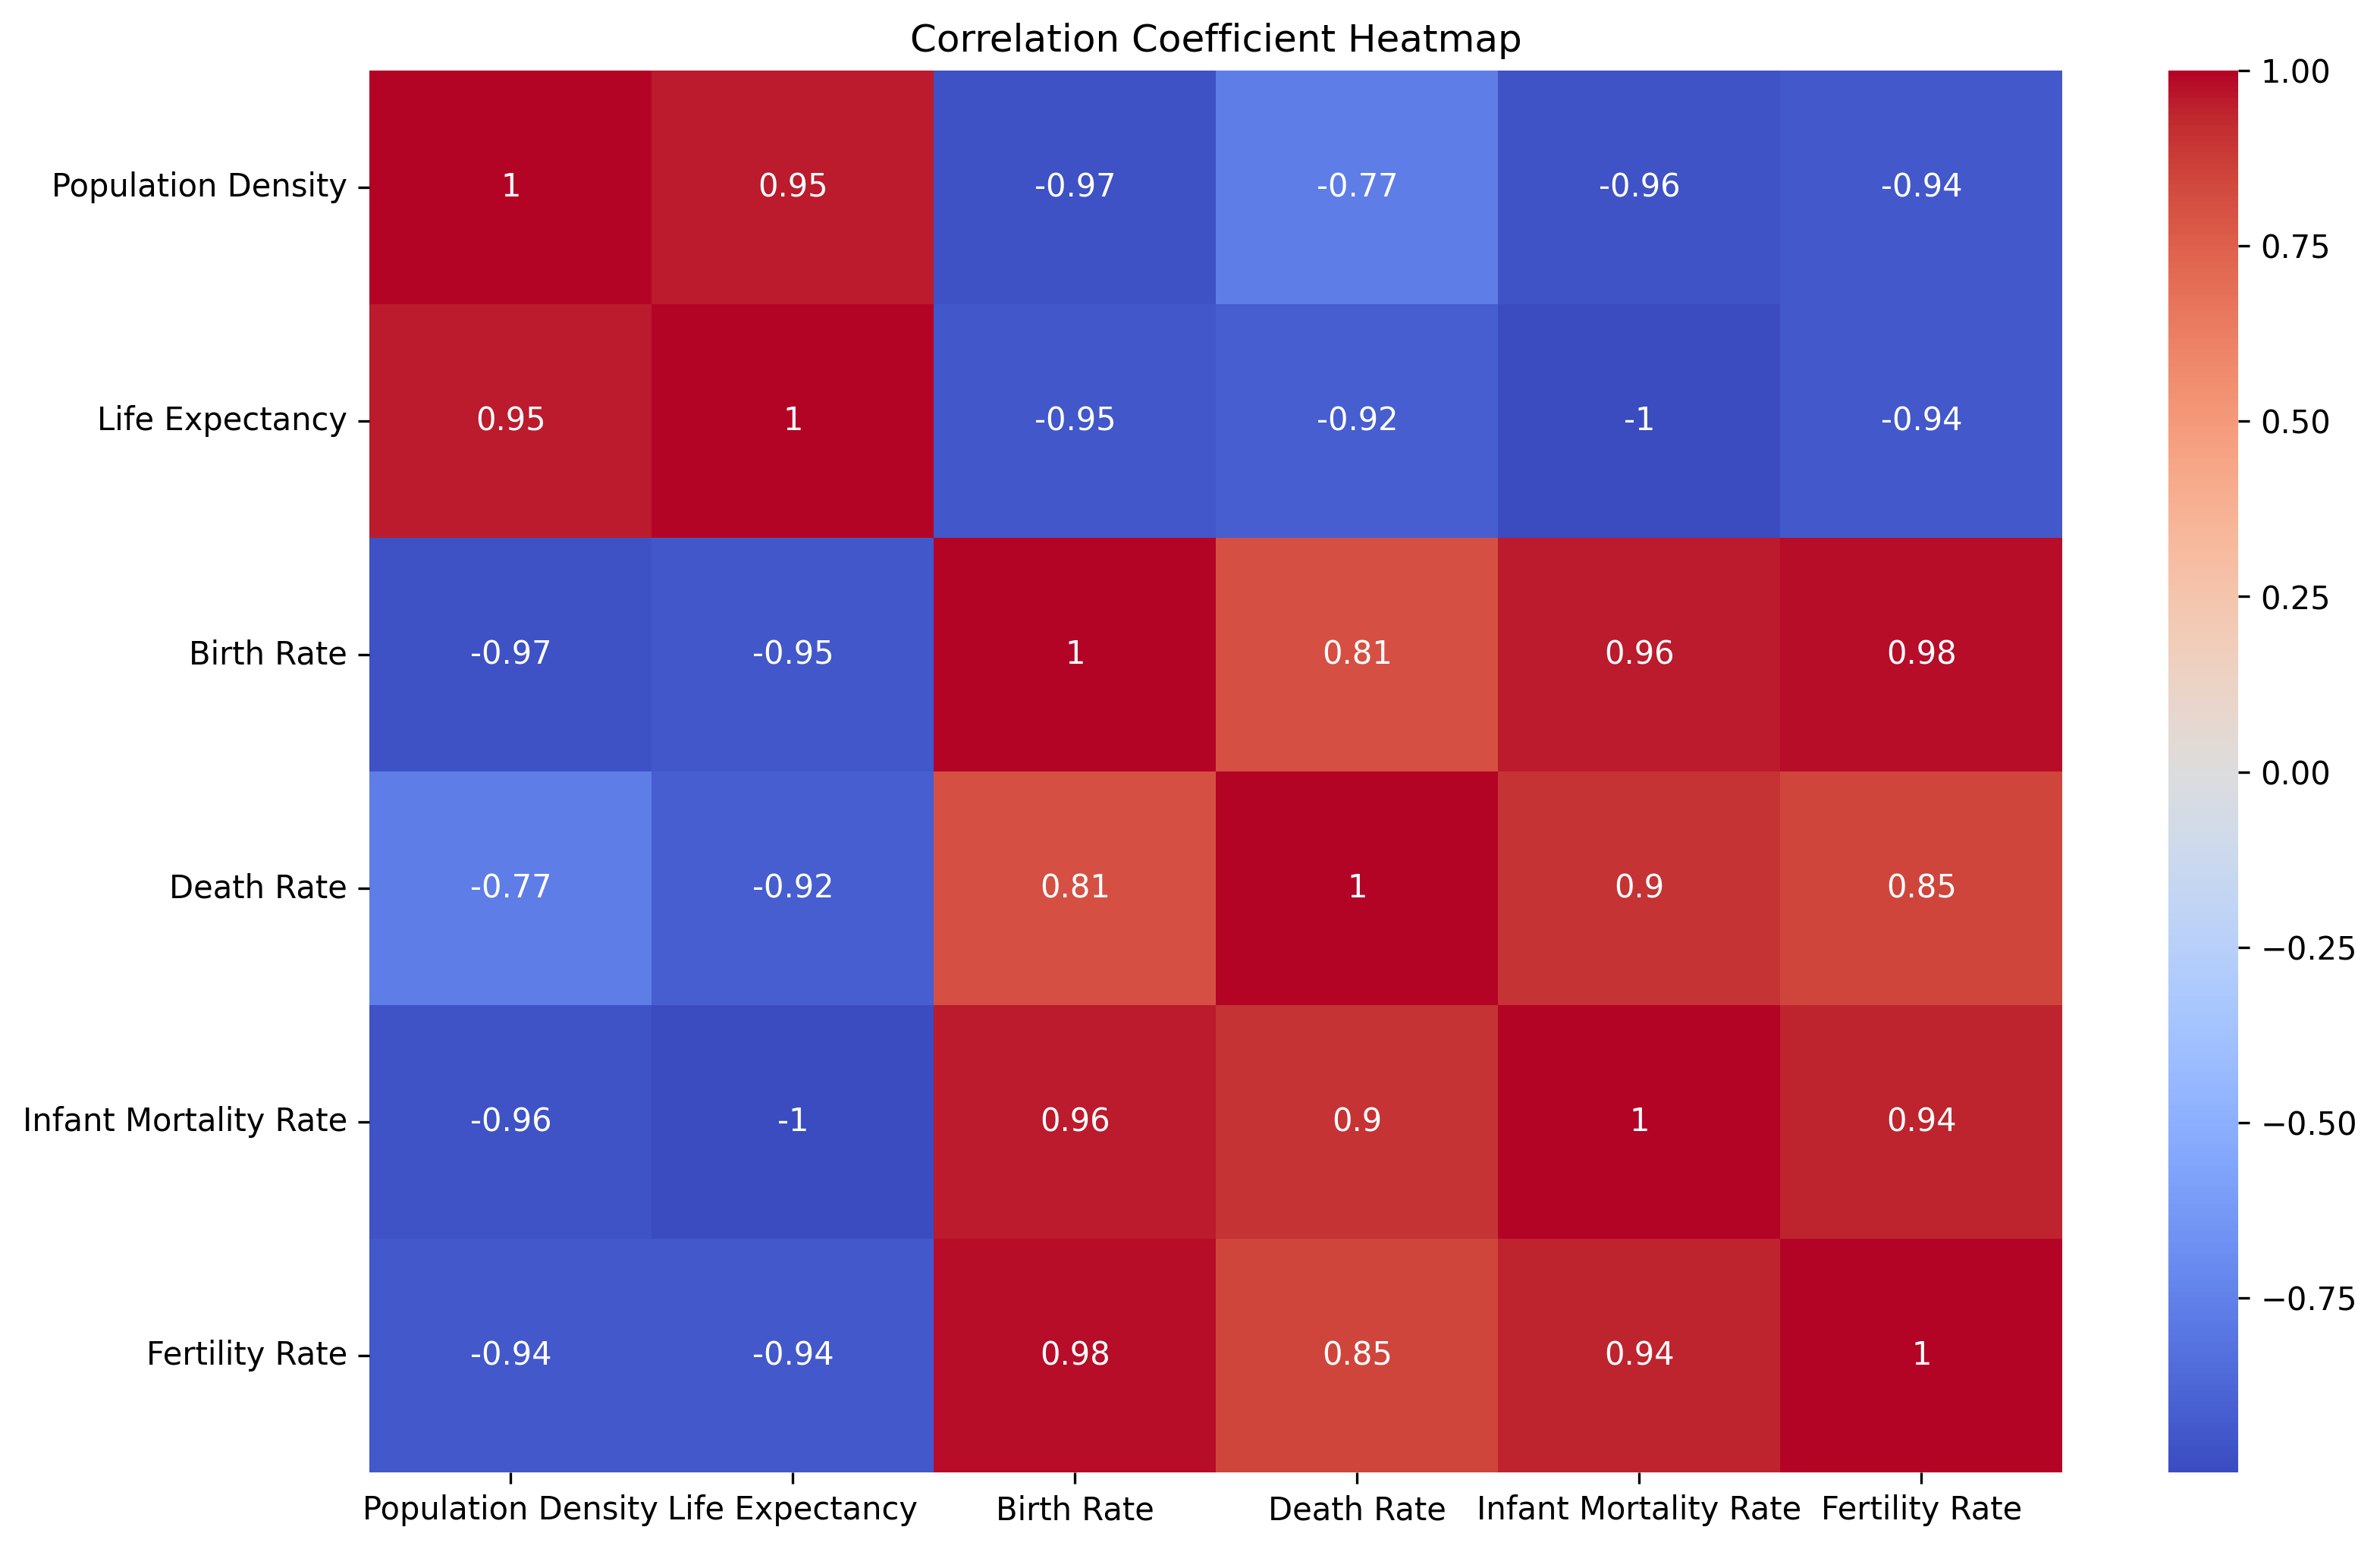 Correlation Coefficient Heatmap
Population Density 1 0.95 -0.97 -0.77 -0.96 -0.94
Life Expectancy 0.95 1 -0.95 -0.92 -1 -0.94
Birth Rate -0.97 -0.95 1 0.81 0.96 0.98
Death Rate -0.77 -0.92 0.81 1 0.9 0.85
Infant Mortality Rate -0.96 -1 0.96 0.9 1 0.94
Fertility Rate -0.94 -0.94 0.98 0.85 0.94 1
Population Density Life Expectancy Birth Rate Death Rate Infant Mortality Rate Fertility Rate
1.00
0.75
0.50
0.25
0.00
−0.25
−0.50
−0.75